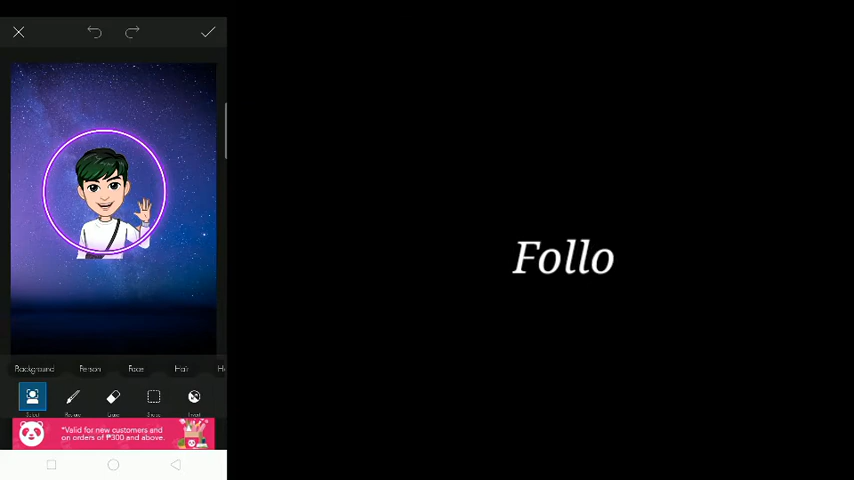 Background Person Face Hair
*Valid for new customers and
on orders of ₱300 and above.
Follo